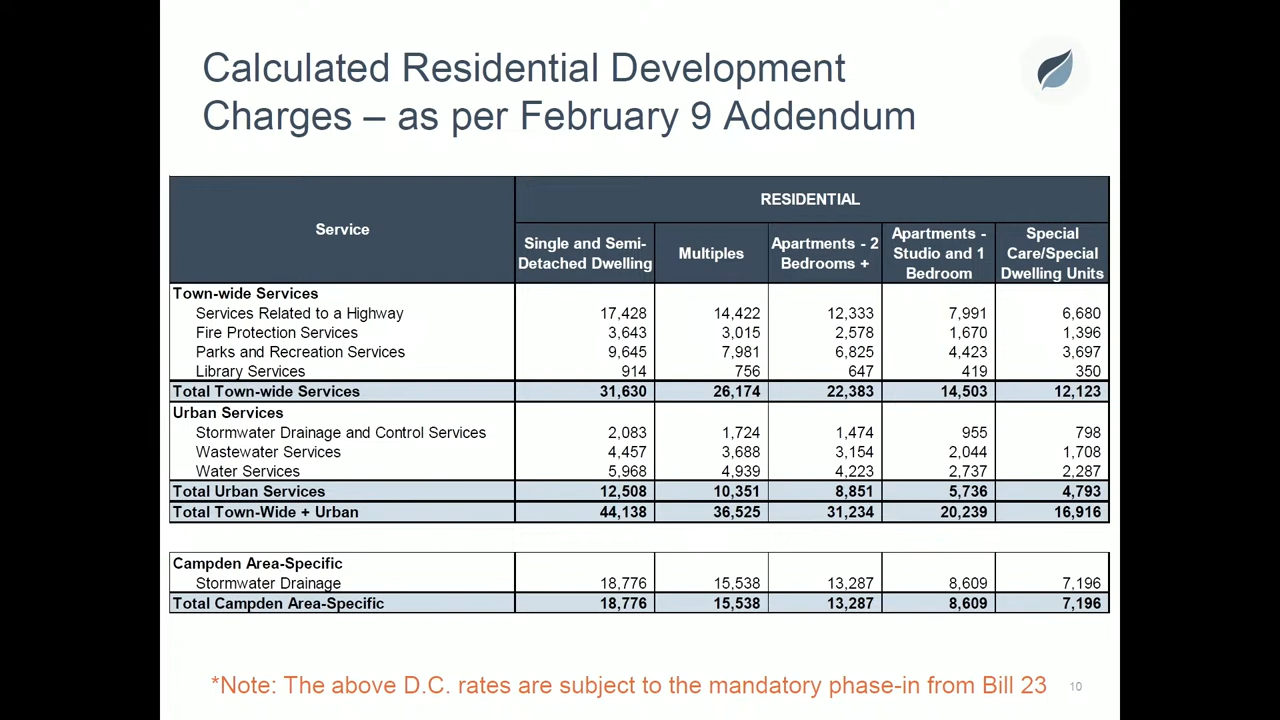 Calculated Residential Development
Charges – as per February 9 Addendum
Service
RESIDENTIAL
Single and Semi-
Detached Dwelling
Multiples
Apartments - 2
Bedrooms +
Apartments -
Studio and 1
Bedroom
Special
Care/Special
Dwelling Units
Town-wide Services
Services Related to a Highway 17,428 14,422 12,333 7,991 6,680
Fire Protection Services 3,643 3,015 2,578 1,670 1,396
Parks and Recreation Services 9,645 7,981 6,825 4,423 3,697
Library Services 914 756 647 419 350
Total Town-wide Services 31,630 26,174 22,383 14,503 12,123
Urban Services
Stormwater Drainage and Control Services 2,083 1,724 1,474 955 798
Wastewater Services 4,457 3,688 3,154 2,044 1,708
Water Services 5,968 4,939 4,223 2,737 2,287
Total Urban Services 12,508 10,351 8,851 5,736 4,793
Total Town-Wide + Urban 44,138 36,525 31,234 20,239 16,916
Campden Area-Specific
Stormwater Drainage 18,776 15,538 13,287 8,609 7,196
Total Campden Area-Specific 18,776 15,538 13,287 8,609 7,196
*Note: The above D.C. rates are subject to the mandatory phase-in from Bill 23
10